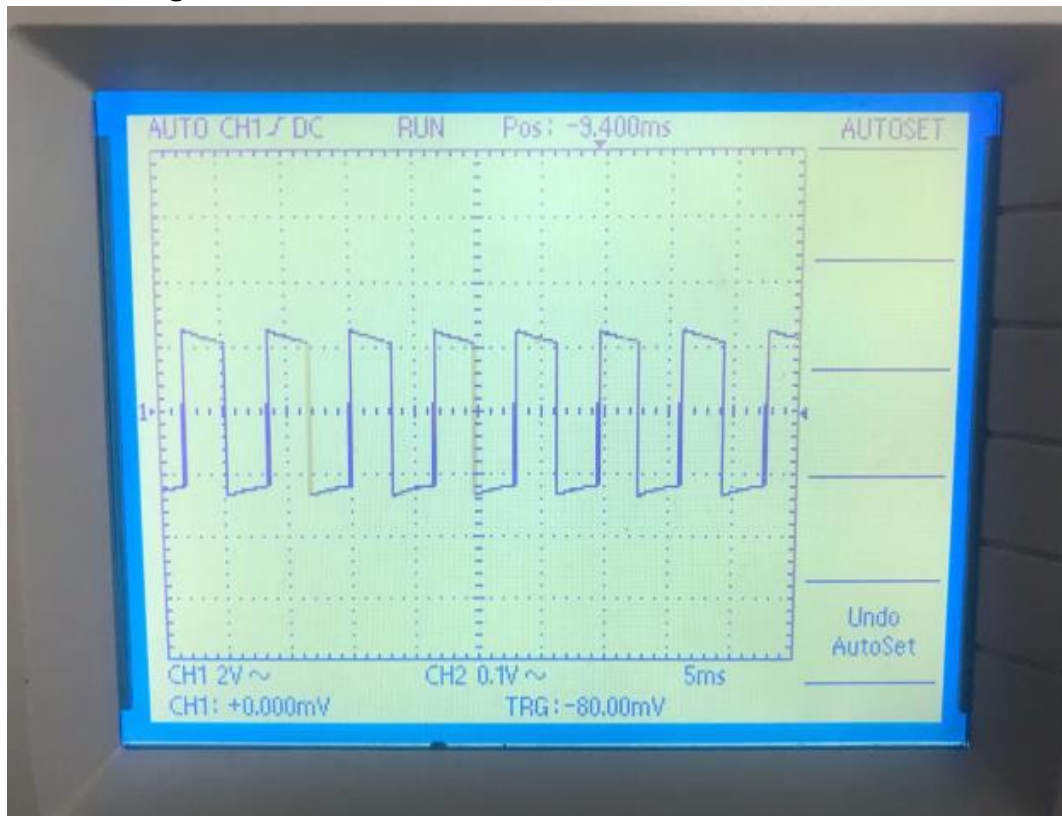 AUTO CH1 DC RUN Pos: -9.400ms AUTOSET
1
Undo
AutoSet
CH1 2V~ CH2 0.1V~ 5ms
CH1: +0.000mV TRG:-80.00mV